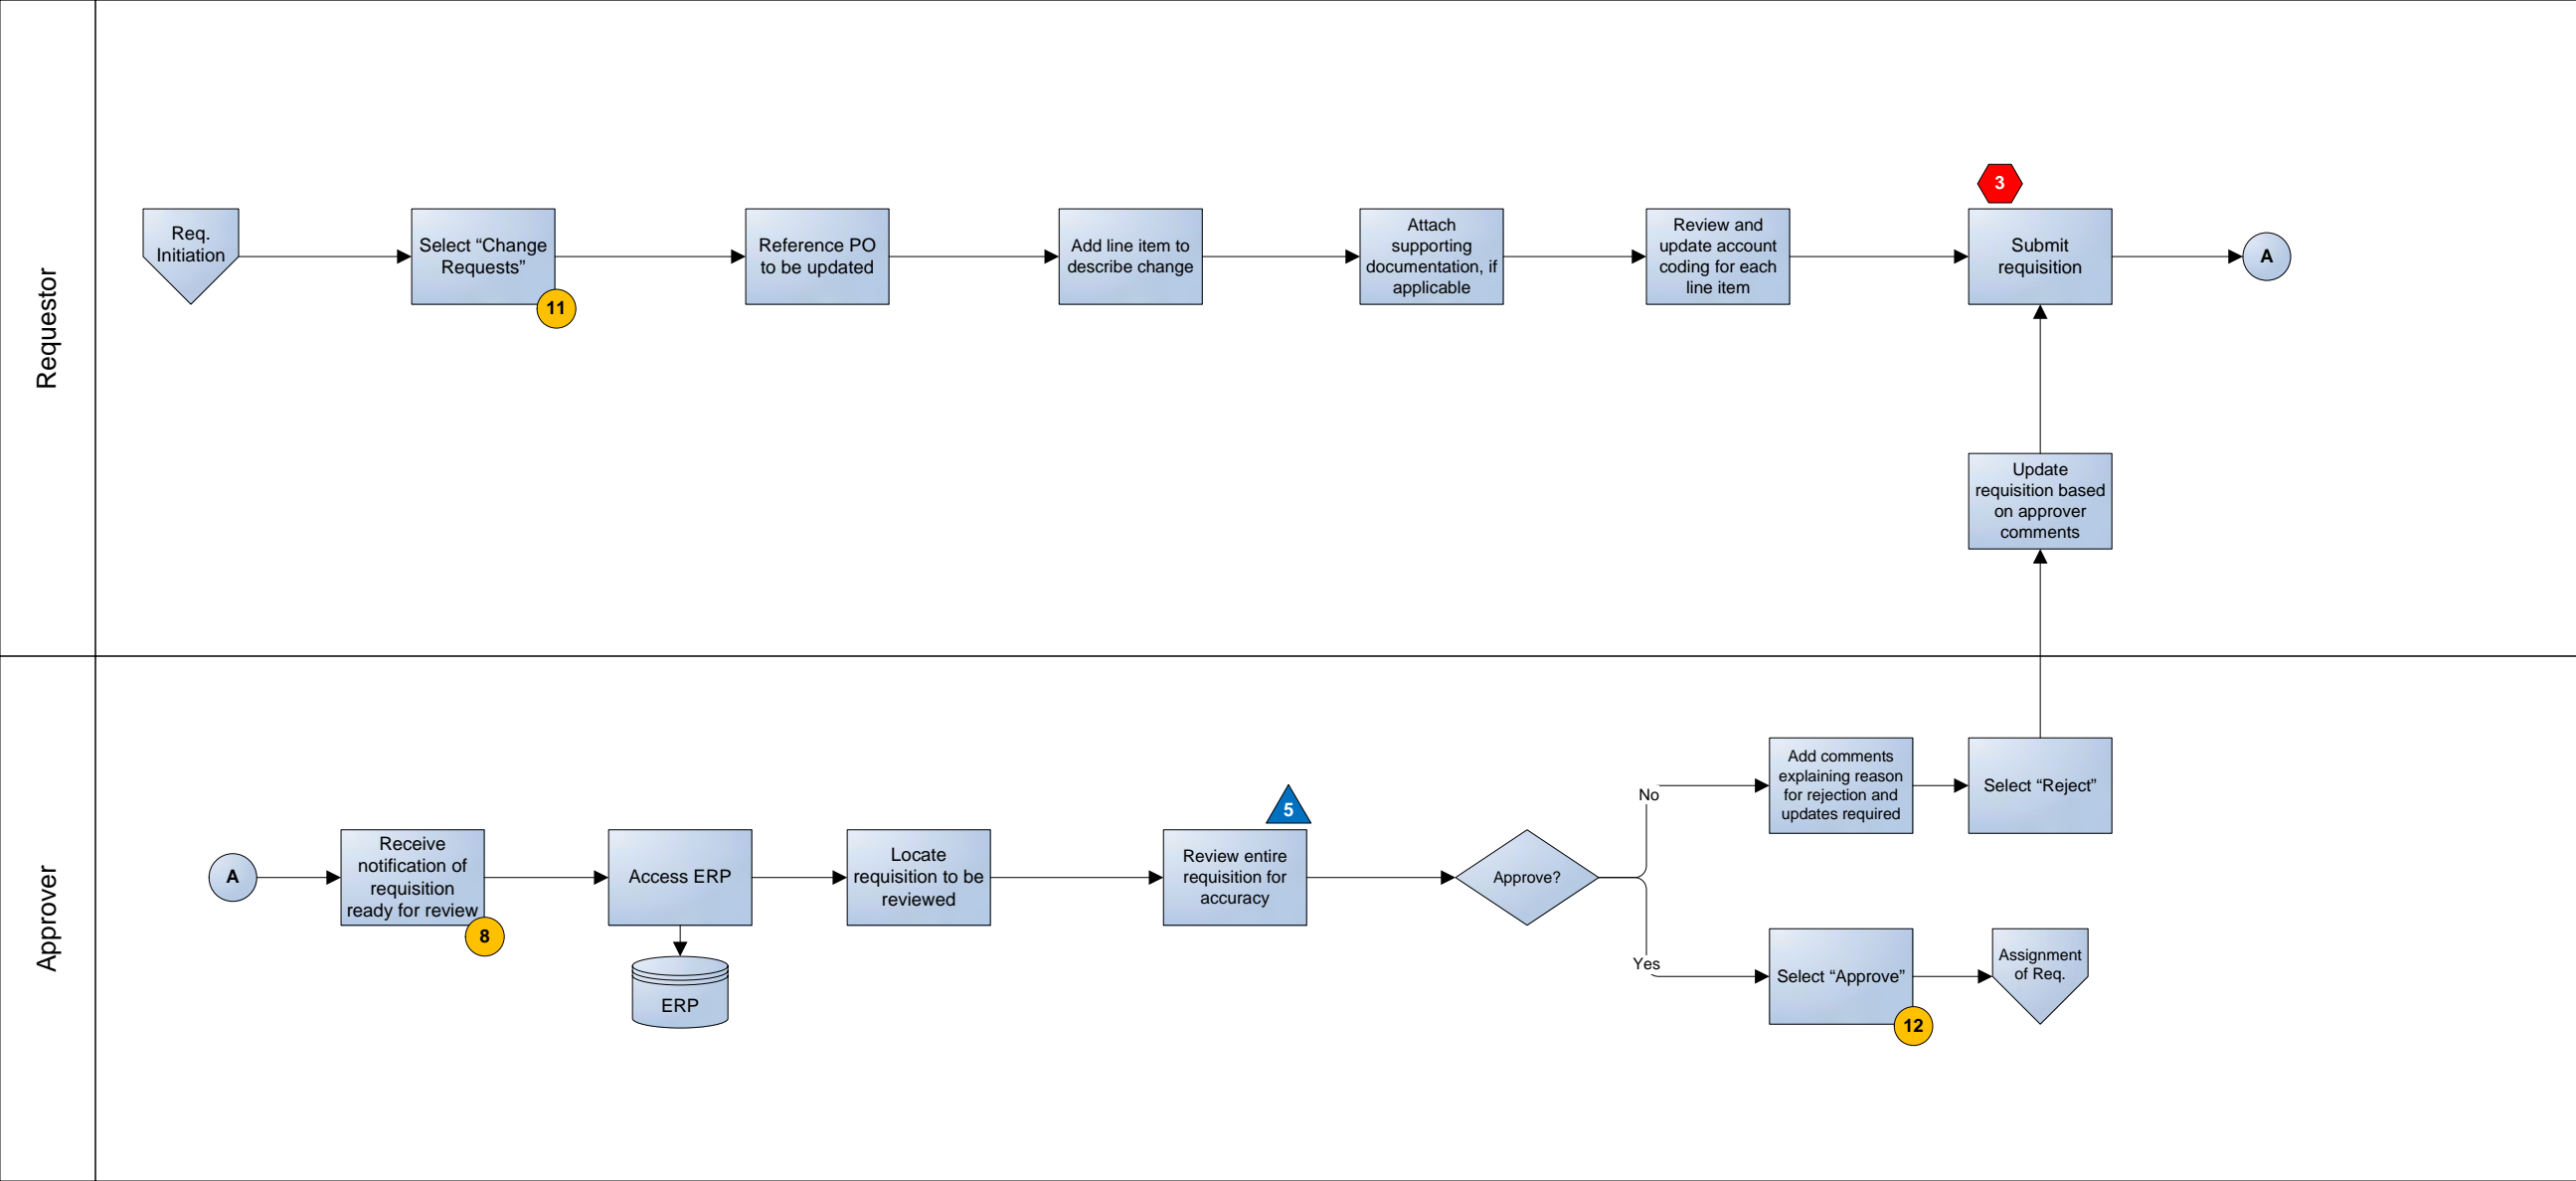 Requestor
Req.
Initiation
Select “Change
Requests”
11
Reference PO
to be updated
Add line item to
describe change
Attach
supporting
documentation, if
applicable
Review and
update account
coding for each
line item
3
Submit
requisition
A
Update
requisition based
on approver
comments
Approver
A
Receive
notification of
requisition
ready for review
8
Access ERP
ERP
Locate
requisition to be
reviewed
5
Review entire
requisition for
accuracy
Approve?
No
Add comments
explaining reason
for rejection and
updates required
Select “Reject”
Yes
Select “Approve”
12
Assignment
of Req.